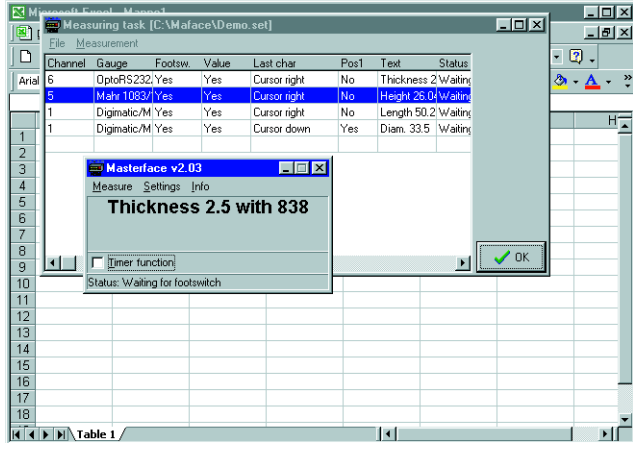 Microsoft Excel - Mappe1
Measuring task [C:\Maface\Demo.set]
File Measurement
Channel Gauge Footsw. Value Last char Pos1 Text Status
6 OptoRS232. Yes Yes Cursor right No Thickness 2 Waiting
5 Mahr 1083/ Yes Yes Cursor right No Height 26.04 Waiting
1 Digimatic/M Yes Yes Cursor right No Length 50.2 Waiting
1 Digimatic/M Yes Yes Cursor down Yes Diam. 33.5 Waiting
Arial
H
Masterface v2.03
Measure Settings Info
Thickness 2.5 with 838
Timer function
Status: Waiting for footswitch
OK
1
2
3
4
5
6
7
8
9
10
11
12
13
14
15
16
17
18
Table 1